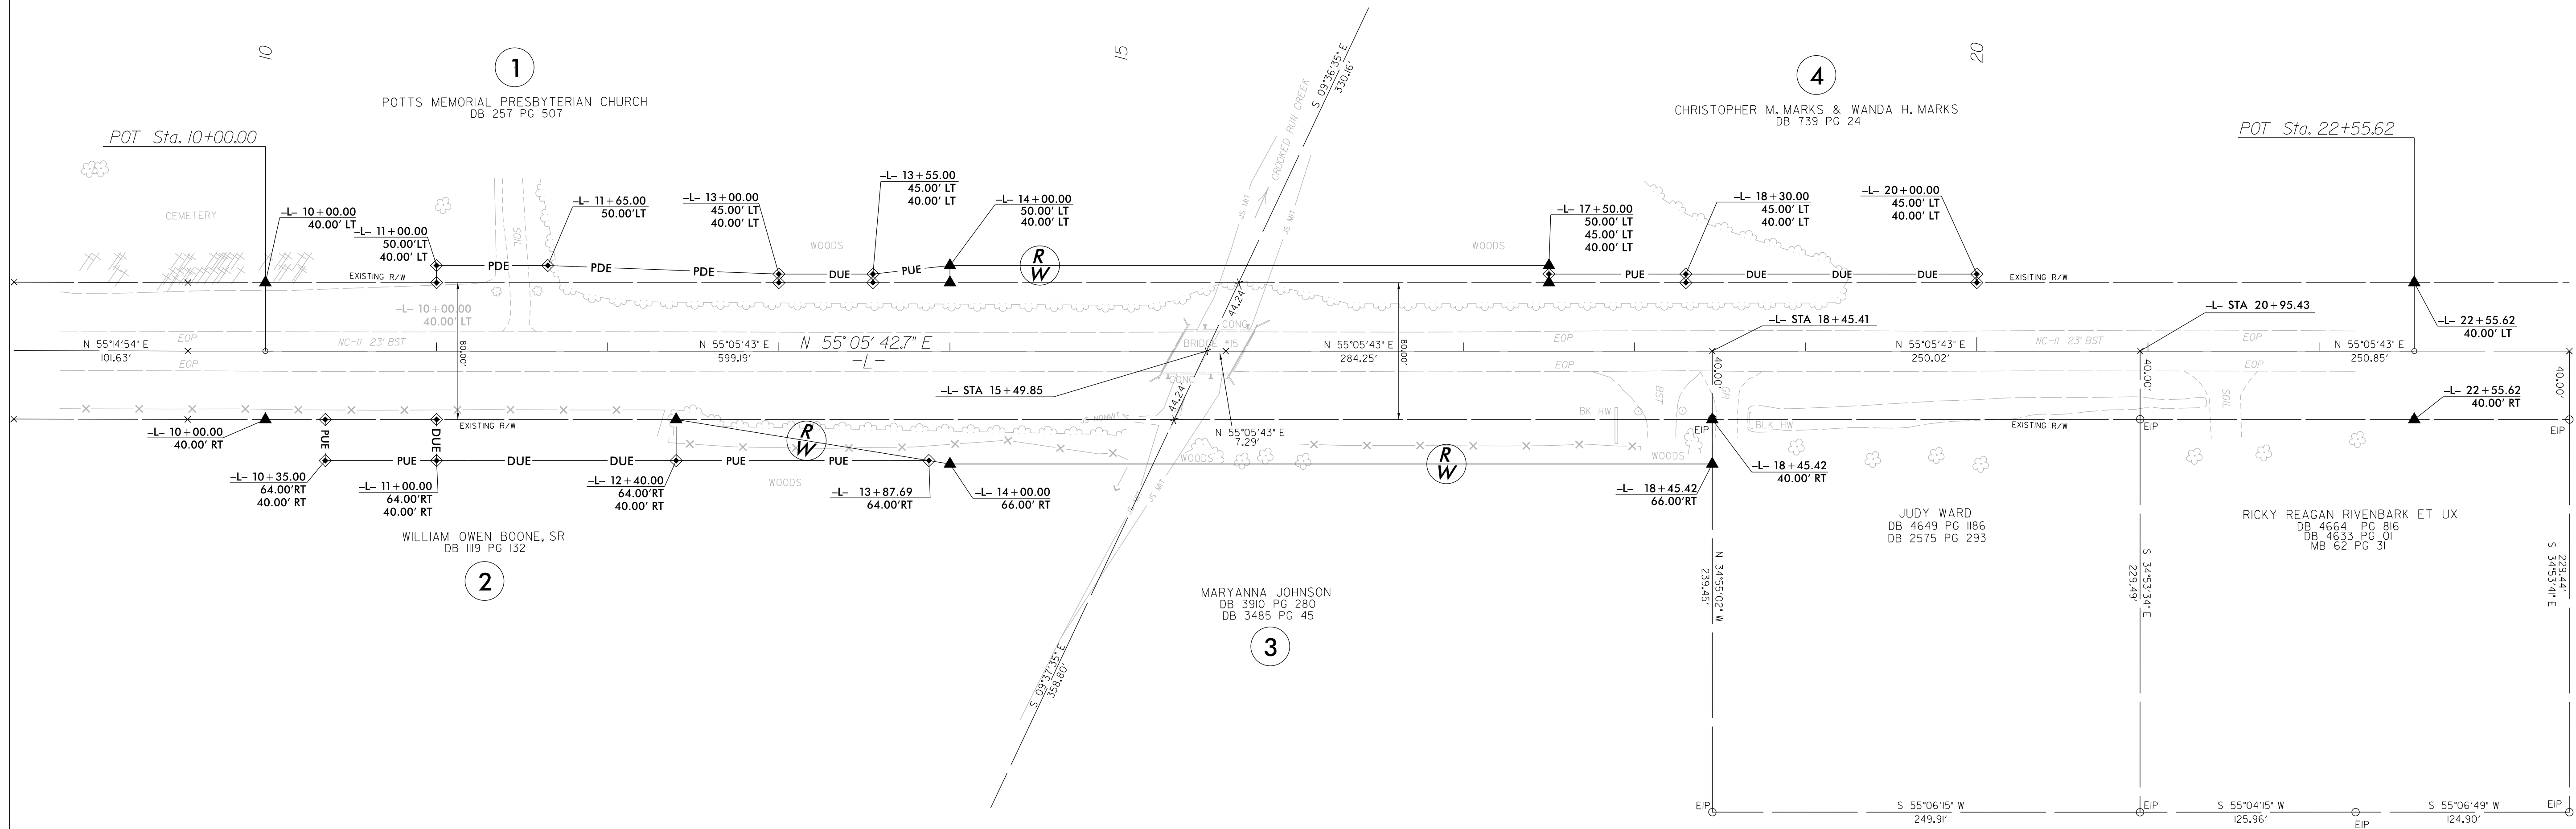 10
15
20
1
POTTS MEMORIAL PRESBYTERIAN CHURCH
DB 257 PG 507
4
CHRISTOPHER M. MARKS & WANDA H. MARKS
DB 739 PG 24
S 09°36'35" E
330.16'
CROOKED RUN CREEK
JS MIT
JS MIT
POT Sta. 10+00.00
POT Sta. 22+55.62
CEMETERY
-L- 10+00.00
40.00' LT
-L- 11+00.00
50.00'LT
40.00' LT
SOIL
-L- 11+65.00
50.00'LT
-L- 13+00.00
45.00' LT
40.00' LT
-L- 13+55.00
45.00' LT
40.00' LT
-L- 14+00.00
50.00' LT
40.00' LT
WOODS
WOODS
-L- 17+50.00
50.00' LT
45.00' LT
40.00' LT
-L- 18+30.00
45.00' LT
40.00' LT
-L- 20+00.00
45.00' LT
40.00' LT
EXISTING R/W
PDE
PDE
PDE
DUE
PUE
R
W
PUE
DUE
DUE
DUE
EXISITING R/W
-L- 10+00.00
40.00' LT
80.00'
44.24'
80.00'
-L- STA 18+45.41
-L- STA 20+95.43
-L- 22+55.62
40.00' LT
N 55°14'54" E
101.63'
EOP
NC-11 23' BST
EOP
N 55°05'43" E
599.19'
N 55°05'42.7" E
-L-
CONC
BRIDGE #15
CONC
N 55°05'43" E
284.25'
EOP
EOP
N 55°05'43" E
250.02'
NC-11 23' BST
EOP
EOP
N 55°05'43" E
250.85'
-L- STA 15+49.85
44.24'
40.00'
40.00'
40.00'
BST
GR
SOIL
-L- 22+55.62
40.00' RT
-L- 10+00.00
40.00' RT
PUE
DUE
EXISTING R/W
JS NONMIT
N 55°05'43" E
7.29'
BK HW
BLK HW
EIP
EIP
EIP
EXISTING R/W
WOODS
WOODS
WOODS
PUE
DUE
DUE
PUE
PUE
R
W
R
W
JS MIT
JS MIT
-L- 10+35.00
64.00'RT
40.00' RT
-L- 11+00.00
64.00'RT
40.00' RT
-L- 12+40.00
64.00'RT
40.00' RT
-L- 13+87.69
64.00'RT
-L- 14+00.00
66.00' RT
-L- 18+45.42
66.00'RT
-L- 18+45.42
40.00' RT
WILLIAM OWEN BOONE, SR
DB 1119 PG 132
2
JUDY WARD
DB 4649 PG 1186
DB 2575 PG 293
RICKY REAGAN RIVENBARK ET UX
DB 4664 PG 816
DB 4633 PG 01
MB 62 PG 31
MARYANNA JOHNSON
DB 3910 PG 280
DB 3485 PG 45
3
S 09°37'35" E
358.80'
N 34°55'02" W
239.45'
S 34°53'34" E
229.49'
S 34°53'41" E
229.44'
EIP
S 55°06'15" W
249.91'
EIP
S 55°04'15" W
125.96'
EIP
S 55°06'49" W
124.90'
EIP